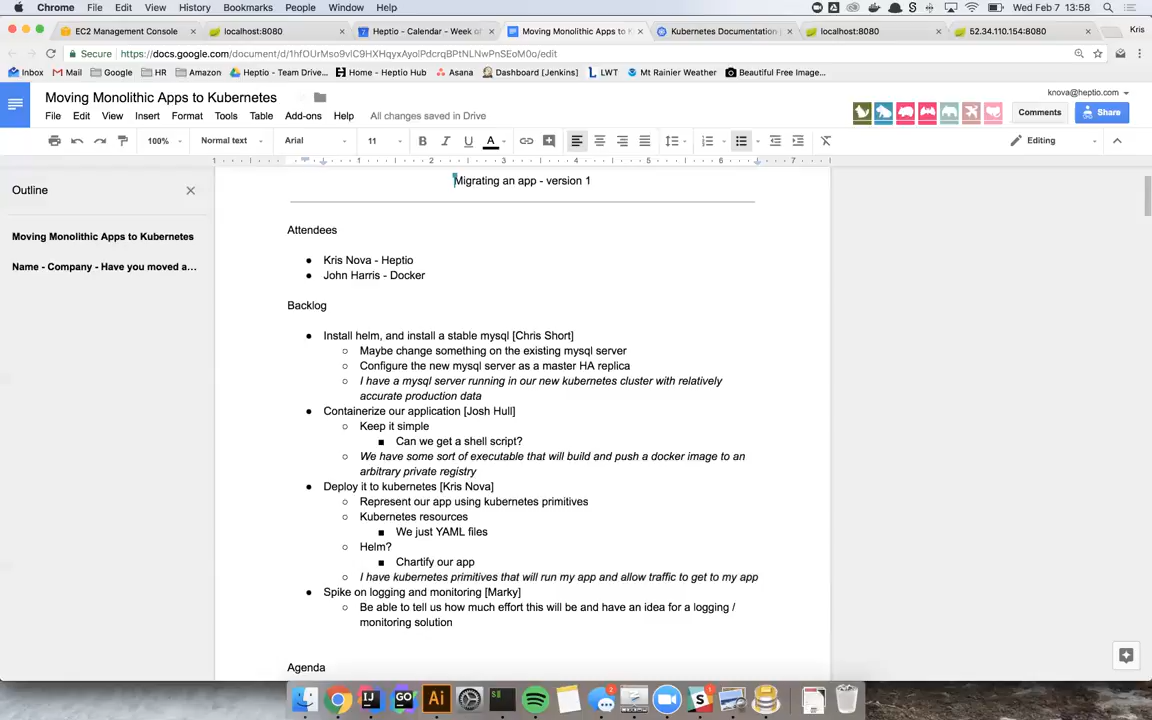 Chrome File Edit View History Bookmarks People Window Help Wed Feb 7 13:58
EC2 Management Console localhost:8080 Heptio - Calendar - Week of Moving Monolithic Apps to K Kubernetes Documentation localhost:8080 52.34.110.154:8080 Kris
Secure https://docs.google.com/document/d/1hfOUrMso9vlC9HXHqyxAyolPdcrqBPtNLNwPnSEoM0o/edit
Inbox Mail Google HR Amazon Heptio - Team Drive... Home - Heptio Hub Asana Dashboard [Jenkins] LWT Mt Rainier Weather Beautiful Free Image...
Moving Monolithic Apps to Kubernetes
knova@heptio.com
File Edit View Insert Format Tools Table Add-ons Help All changes saved in Drive
Comments Share
100% Normal text Arial 11 B I U A Editing
1 1 2 3 4 5 6 7
Outline
Moving Monolithic Apps to Kubernetes
Name - Company - Have you moved a...
Migrating an app - version 1
Attendees
● Kris Nova - Heptio
● John Harris - Docker
Backlog
● Install helm, and install a stable mysql [Chris Short]
○ Maybe change something on the existing mysql server
○ Configure the new mysql server as a master HA replica
○ I have a mysql server running in our new kubernetes cluster with relatively
accurate production data
● Containerize our application [Josh Hull]
○ Keep it simple
■ Can we get a shell script?
○ We have some sort of executable that will build and push a docker image to an
arbitrary private registry
● Deploy it to kubernetes [Kris Nova]
○ Represent our app using kubernetes primitives
○ Kubernetes resources
■ We just YAML files
○ Helm?
■ Chartify our app
○ I have kubernetes primitives that will run my app and allow traffic to get to my app
● Spike on logging and monitoring [Marky]
○ Be able to tell us how much effort this will be and have an idea for a logging /
monitoring solution
Agenda